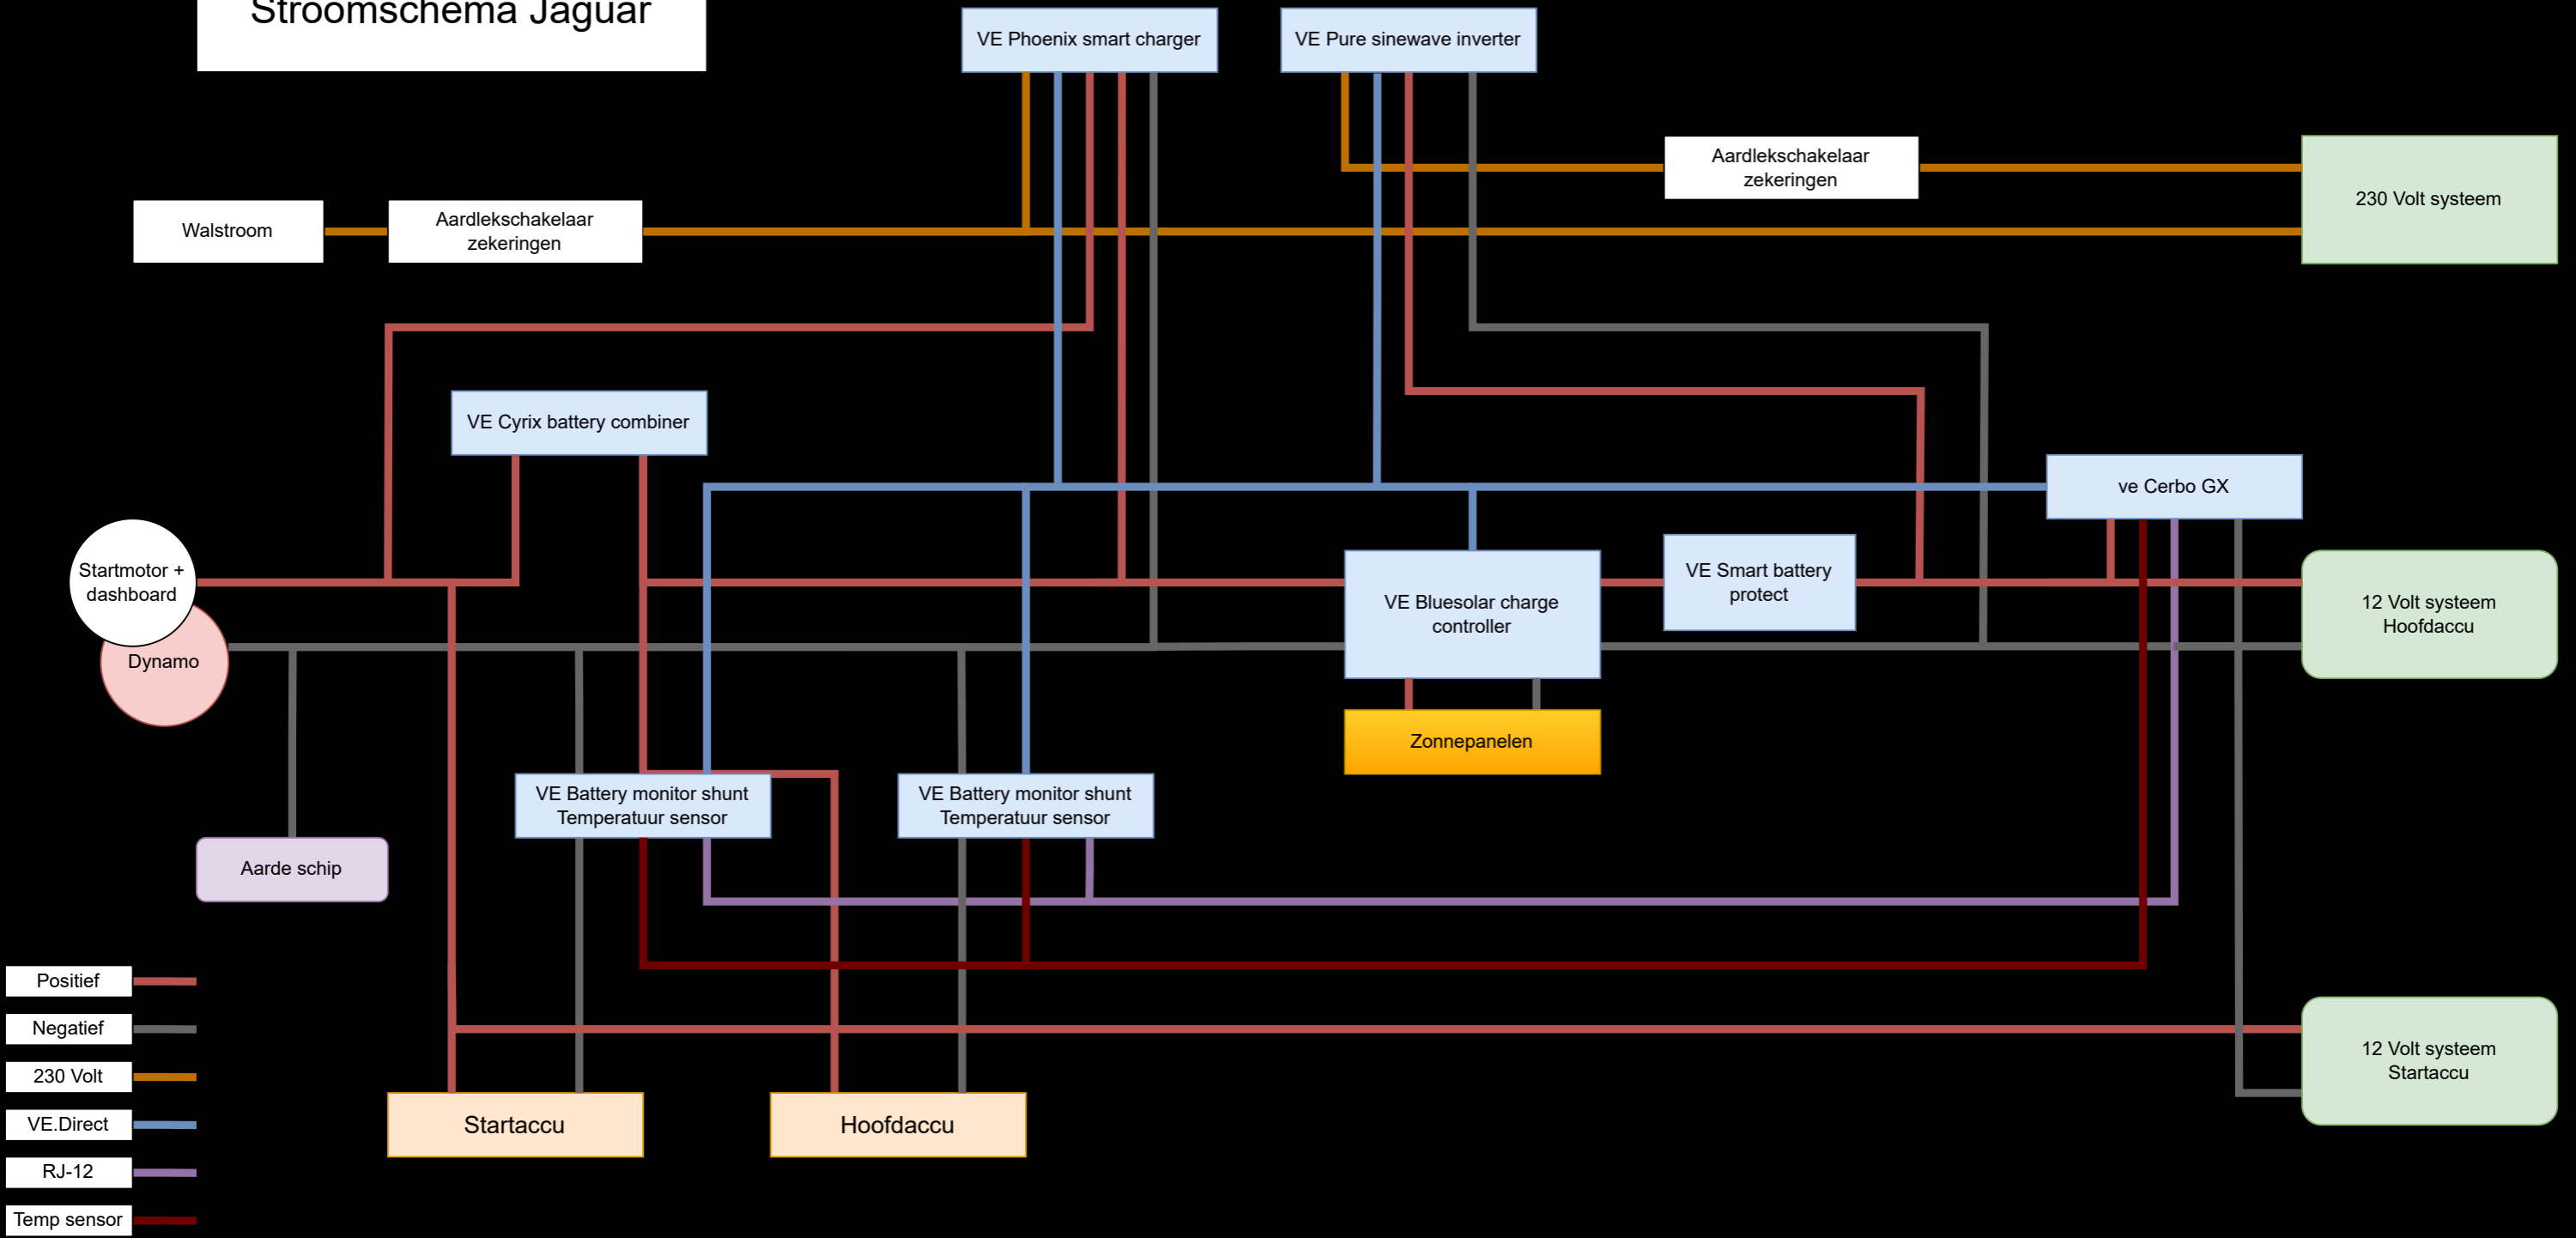 Stroomschema Jaguar
VE Phoenix smart charger
VE Pure sinewave inverter
Aardlekschakelaar
zekeringen
230 Volt systeem
Walstroom
Aardlekschakelaar
zekeringen
VE Cyrix battery combiner
ve Cerbo GX
Startmotor +
dashboard
Dynamo
VE Bluesolar charge
controller
VE Smart battery
protect
12 Volt systeem
Hoofdaccu
Zonnepanelen
VE Battery monitor shunt
Temperatuur sensor
VE Battery monitor shunt
Temperatuur sensor
Aarde schip
Positief
Negatief
230 Volt
VE.Direct
RJ-12
Temp sensor
Startaccu
Hoofdaccu
12 Volt systeem
Startaccu